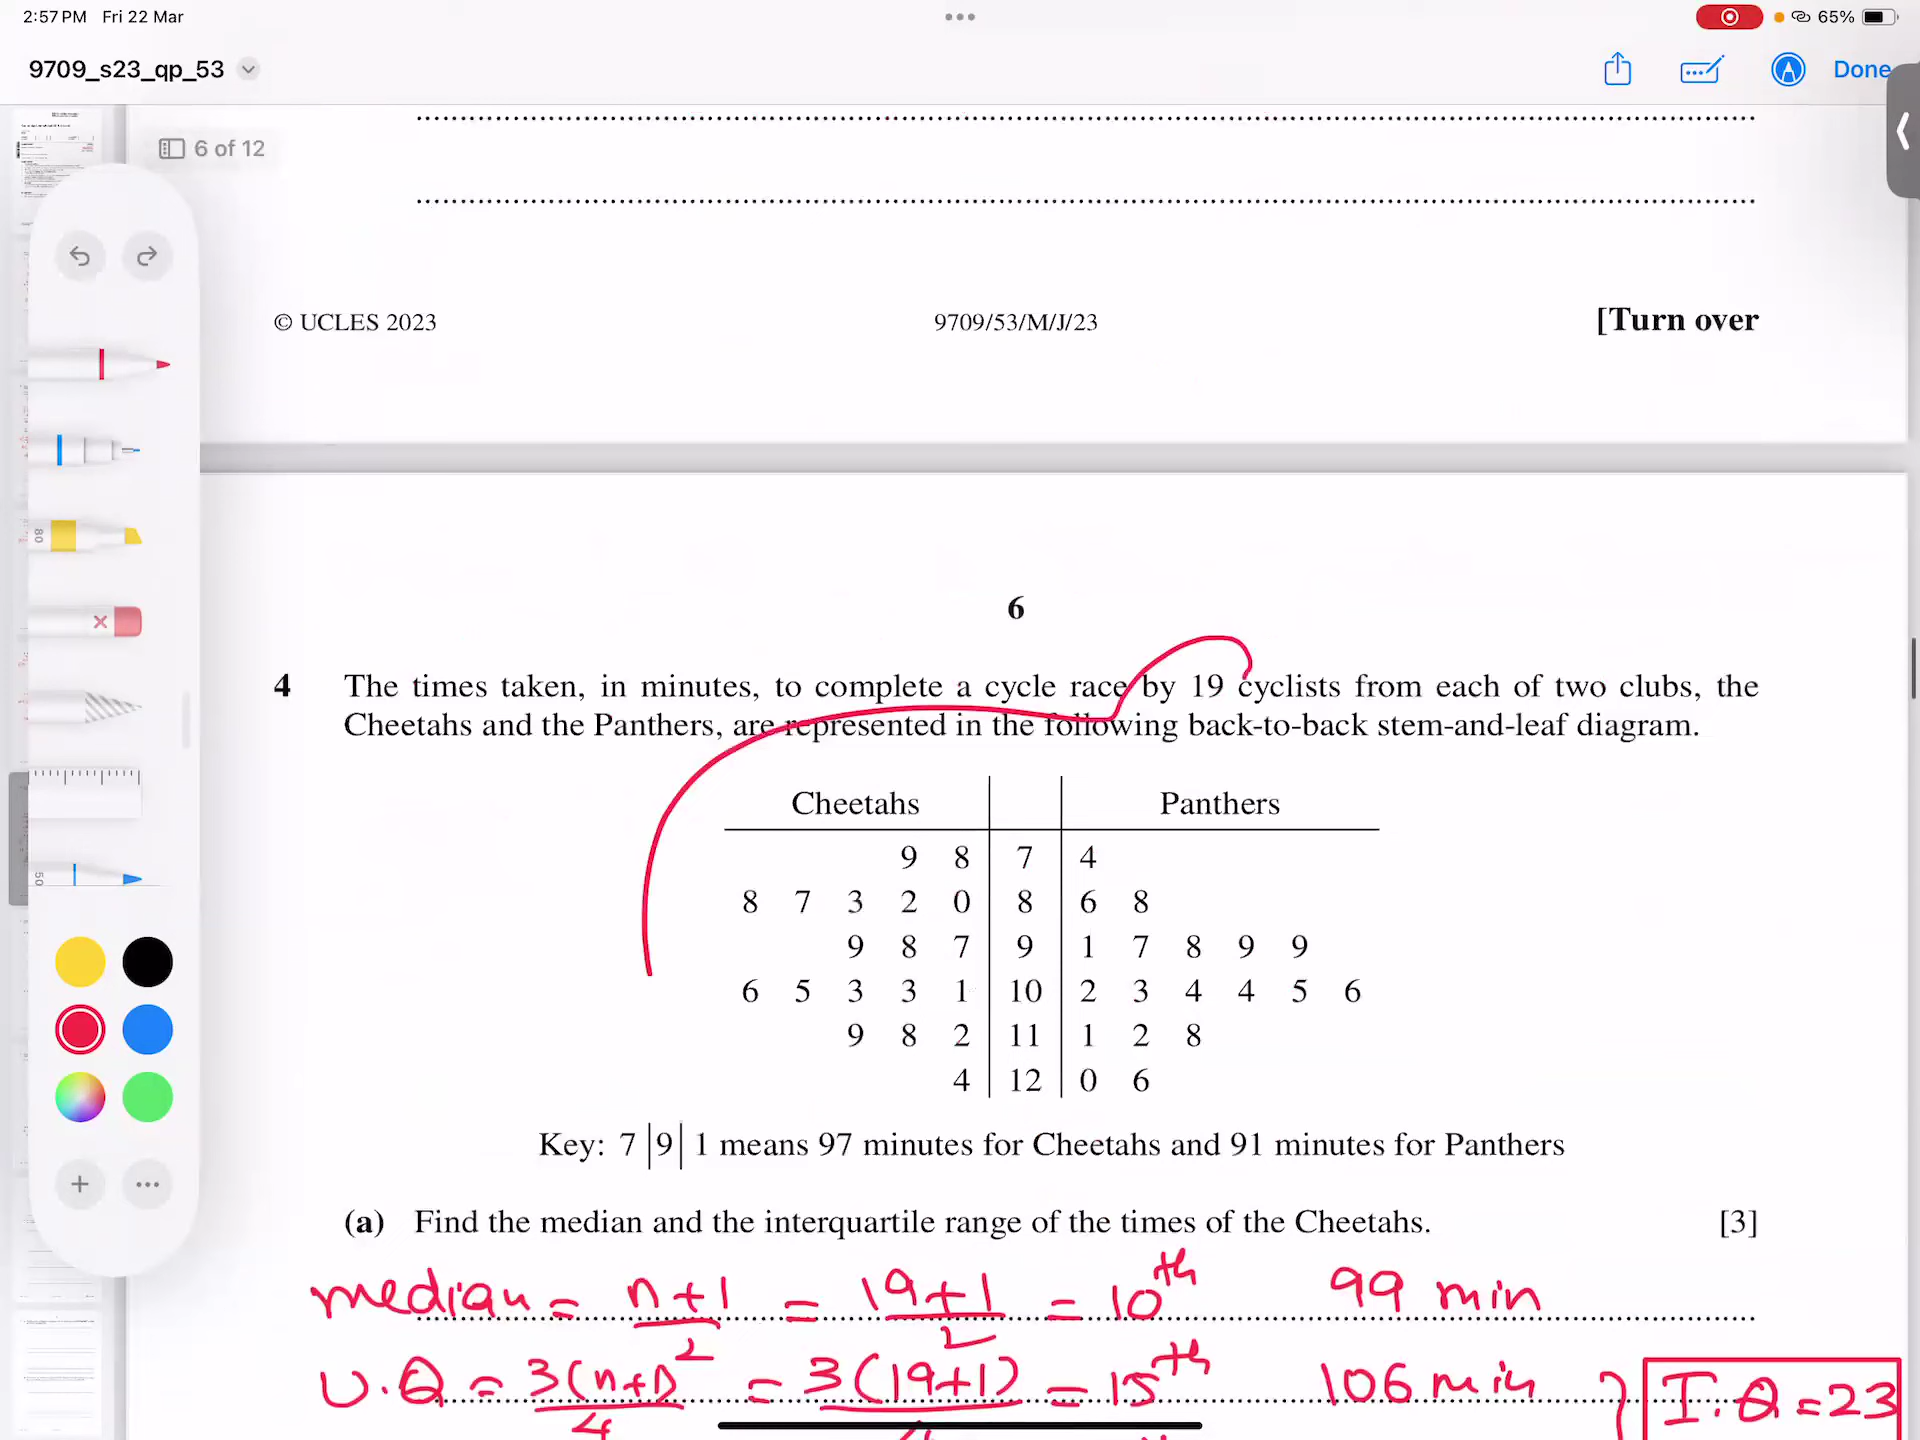 2:57 PM Fri 22 Mar
65%
9709_s23_qp_53
Done
6 of 12
© UCLES 2023
9709/53/M/J/23
[Turn over
6
4 The times taken, in minutes, to complete a cycle race by 19 cyclists from each of two clubs, the
Cheetahs and the Panthers, are represented in the following back-to-back stem-and-leaf diagram.
Cheetahs Panthers
9 8 7 4
8 7 3 2 0 8 6 8
9 8 7 9 1 7 8 9 9
6 5 3 3 1 10 2 3 4 4 5 6
9 8 2 11 1 2 8
4 12 0 6
Key: 7 |9| 1 means 97 minutes for Cheetahs and 91 minutes for Panthers
(a) Find the median and the interquartile range of the times of the Cheetahs. [3]
median = n+1/2 = 19+1/2 = 10th 99 min
U.Q = 3(n+1)/4 = 3(19+1) = 15th 106 min
I.Q = 23
80
50